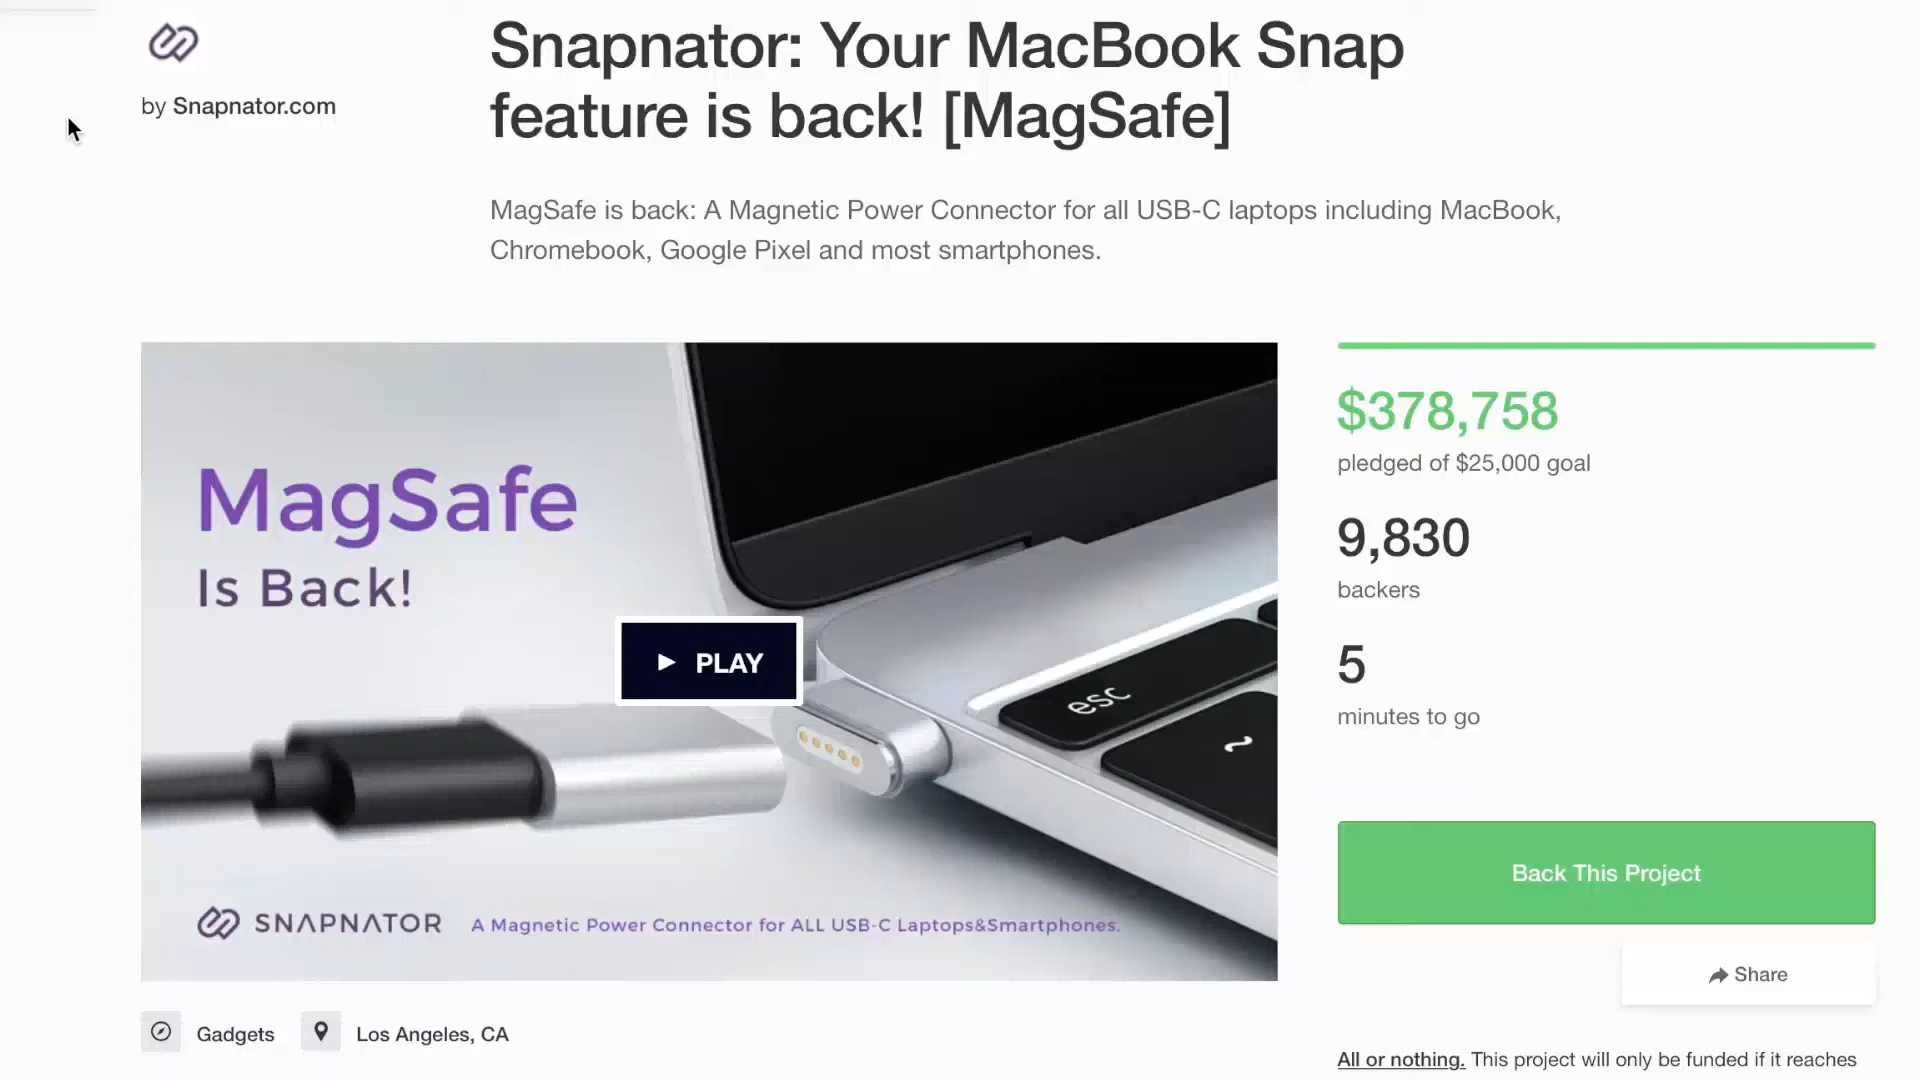 by Snapnator.com
Snapnator: Your MacBook Snap
feature is back! [MagSafe]
MagSafe is back: A Magnetic Power Connector for all USB-C laptops including MacBook,
Chromebook, Google Pixel and most smartphones.
MagSafe
Is Back!
PLAY
esc
~
SNAPNATOR
A Magnetic Power Connector for ALL USB-C Laptops&Smartphones.
$378,758
pledged of $25,000 goal
9,830
backers
5
minutes to go
Back This Project
Share
Gadgets
Los Angeles, CA
All or nothing. This project will only be funded if it reaches